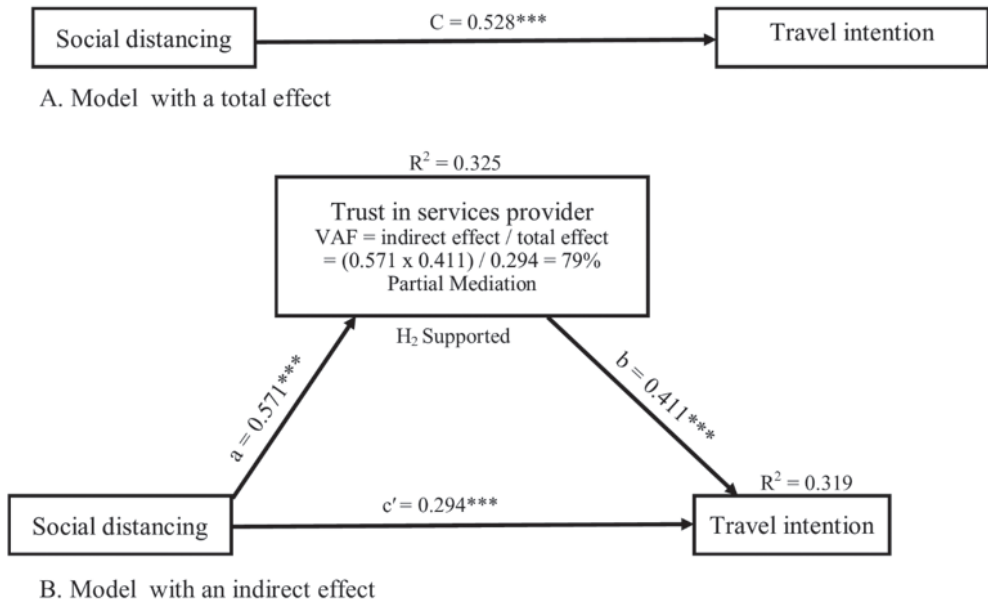 C = 0.528***
Social distancing
Travel intention
A. Model with a total effect
R² = 0.325
Trust in services provider
VAF = indirect effect / total effect
= (0.571 x 0.411) / 0.294 = 79%
Partial Mediation
H₂ Supported
a = 0.571***
b = 0.411***
R² = 0.319
c′ = 0.294***
Social distancing
Travel intention
B. Model with an indirect effect